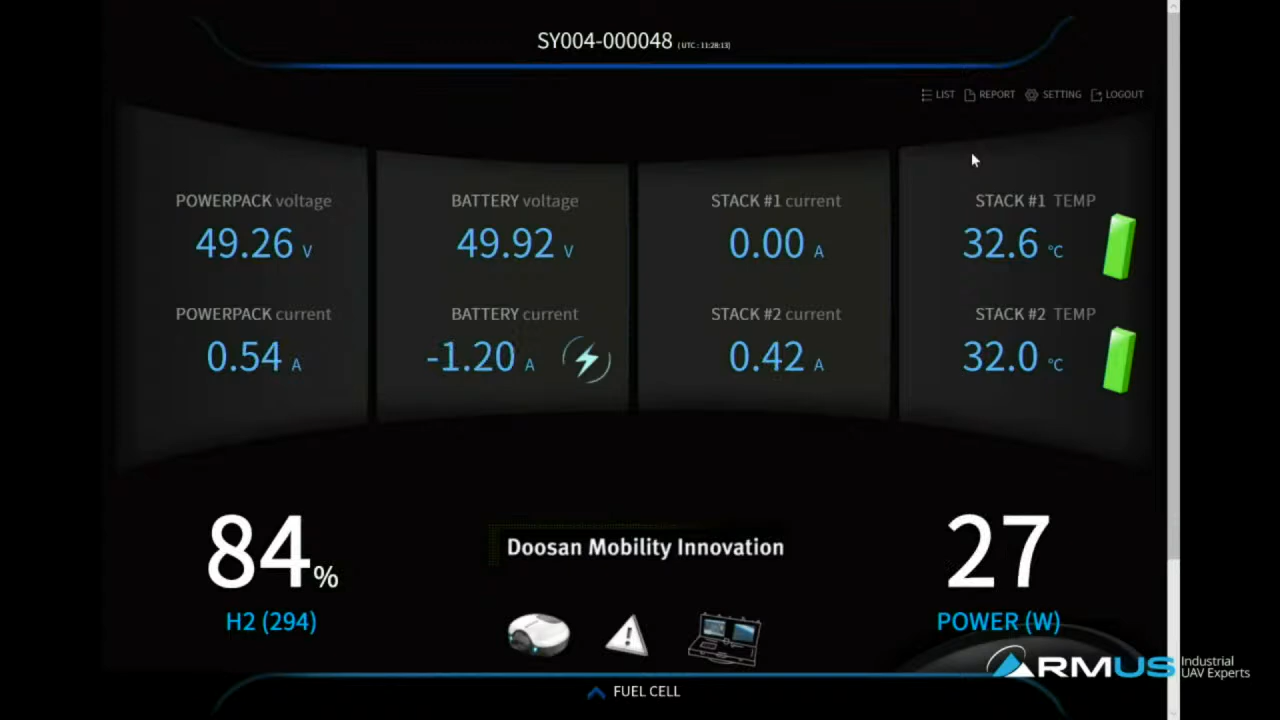 SY004-000048 ( UTC : 11:28:13)
LIST REPORT SETTING LOGOUT
POWERPACK voltage
49.26 V
BATTERY voltage
49.92 V
STACK #1 current
0.00 A
STACK #1 TEMP
32.6 °C
POWERPACK current
0.54 A
BATTERY current
-1.20 A
STACK #2 current
0.42 A
STACK #2 TEMP
32.0 °C
84%
H2 (294)
Doosan Mobility Innovation
27
POWER (W)
FUEL CELL
ARMUS Industrial
UAV Experts